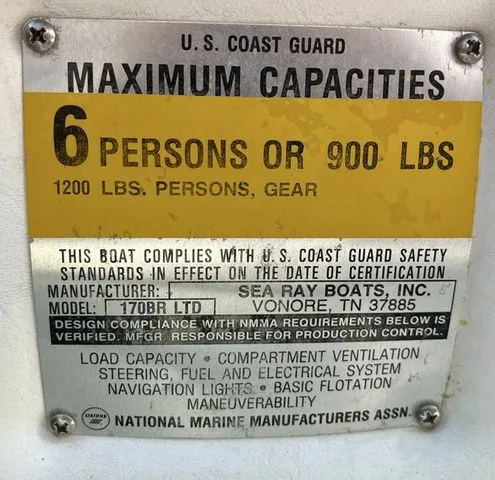 U. S. COAST GUARD
MAXIMUM CAPACITIES
6 PERSONS OR 900 LBS
1200 LBS. PERSONS, GEAR
THIS BOAT COMPLIES WITH U.S. COAST GUARD SAFETY
STANDARDS IN EFFECT ON THE DATE OF CERTIFICATION
MANUFACTURER: SEA RAY BOATS, INC.
MODEL: 170BR LTD VONORE, TN 37885
DESIGN COMPLIANCE WITH NMMA REQUIREMENTS BELOW IS
VERIFIED. MFGR. RESPONSIBLE FOR PRODUCTION CONTROL.
LOAD CAPACITY • COMPARTMENT VENTILATION
STEERING, FUEL AND ELECTRICAL SYSTEM
NAVIGATION LIGHTS • BASIC FLOTATION
MANEUVERABILITY
CERTIFIED
NATIONAL MARINE MANUFACTURERS ASSN.